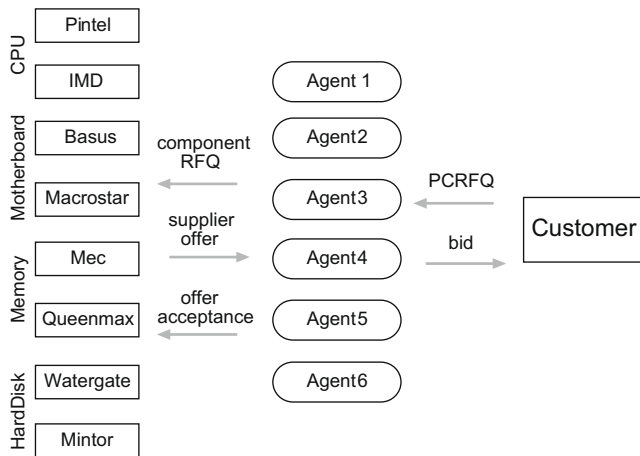 CPU
Pintel
IMD
Motherboard
Basus
Macrostar
Memory
Mec
Queenmax
HardDisk
Watergate
Mintor
component
RFQ
supplier
offer
offer
acceptance
Agent 1
Agent2
Agent3
Agent4
Agent5
Agent6
PCRFQ
bid
Customer